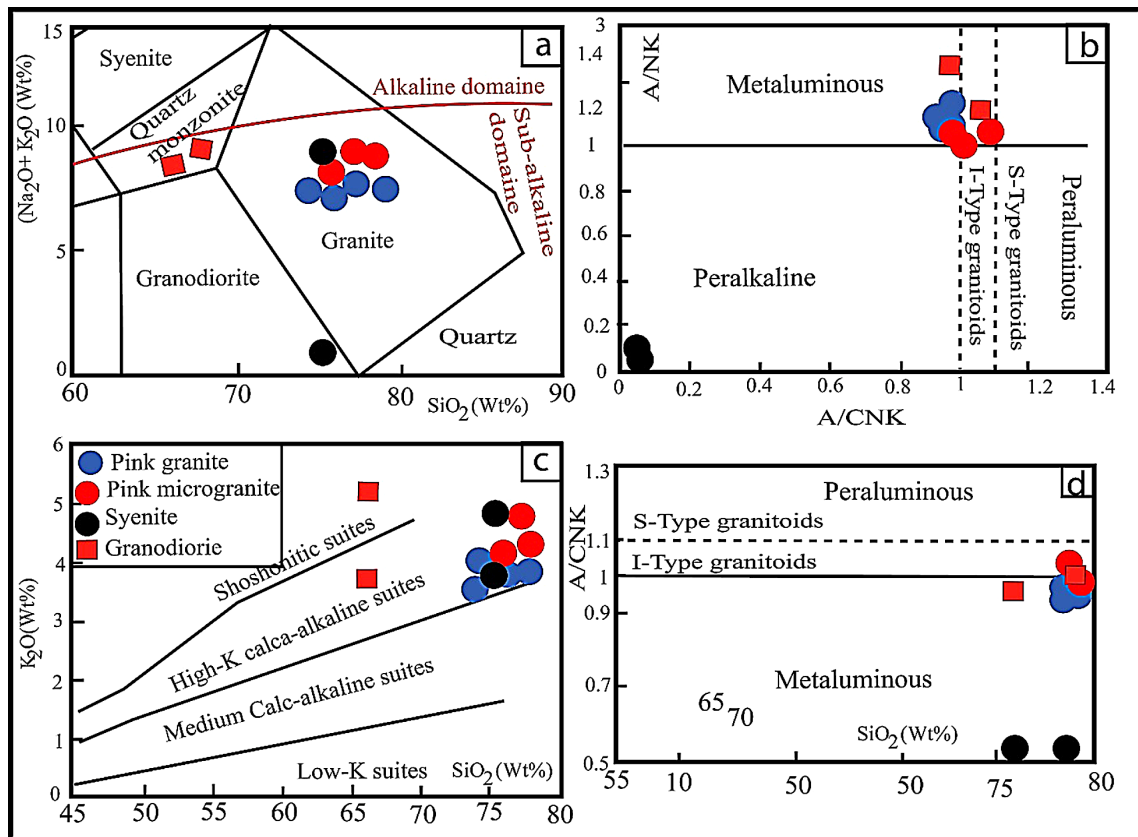 a
15
10
5
0
(Na₂O+ K₂O (Wt%)
Syenite
Quartz
monzonite
Alkaline domaine
Sub-alkaline
domaine
Granite
Granodiorite
Quartz
60
70
80
90
SiO₂(Wt%)
b
3
1.4
1.2
1
0.8
0.6
0.4
0.2
0
A/NK
Metaluminous
Peralkaline
I-Type granitoids
S-Type granitoids
Peraluminous
0
0.2
0.4
0.6
0.8
1
1.2
1.4
A/CNK
c
6
5
4
3
2
1
0
K₂O(Wt%)
Pink granite
Pink microgranite
Syenite
Granodiorie
Shoshonitic suites
High-K calca-alkaline suites
Medium Calc-alkaline suites
Low-K suites
SiO₂(Wt%)
45
50
55
60
65
70
75
80
d
1.3
1.1
1
0.9
0.7
0.5
A/CNK
Peraluminous
S-Type granitoids
I-Type granitoids
Metaluminous
65
70
SiO₂(Wt%)
55
10
50
50
75
80